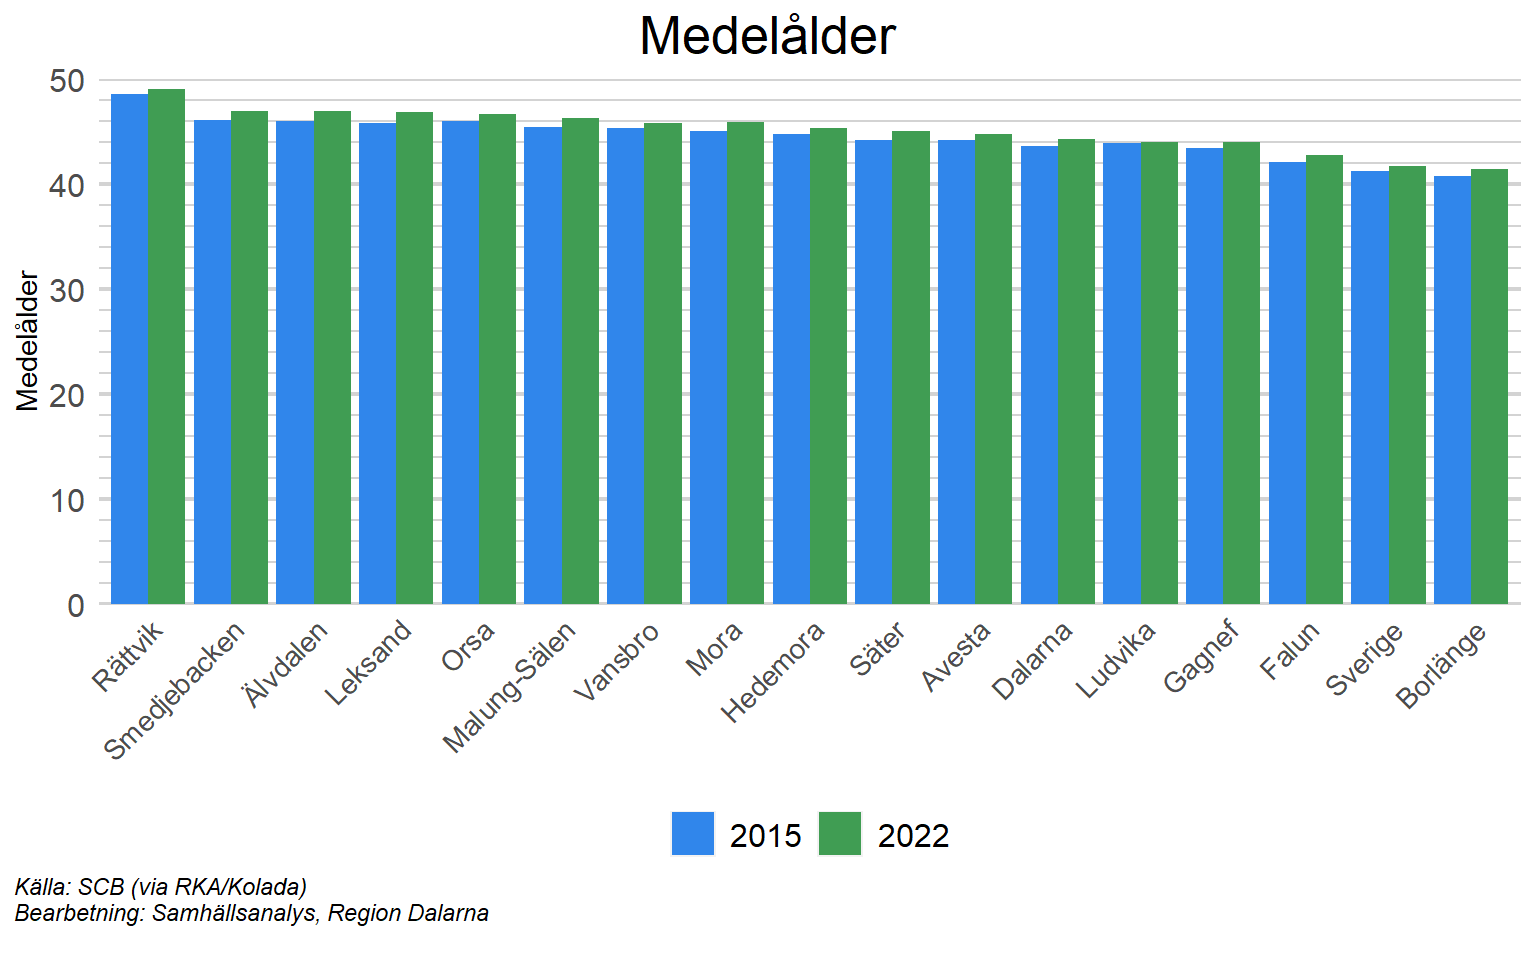 Medelålder
50
40
30
20
10
0
Medelålder
Rättvik
Smedjebacken
Älvdalen
Leksand
Orsa
Malung-Sälen
Vansbro
Mora
Hedemora
Säter
Avesta
Dalarna
Ludvika
Gagnef
Falun
Sverige
Borlänge
2015 2022
Källa: SCB (via RKA/Kolada)
Bearbetning: Samhällsanalys, Region Dalarna